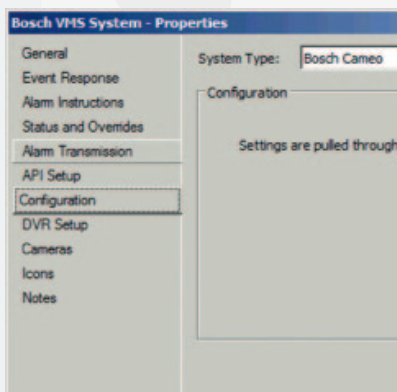 Bosch VMS System - Properties
General
Event Response
Alarm Instructions
Status and Overrides
Alarm Transmission
API Setup
Configuration
DVR Setup
Cameras
Icons
Notes
System Type: Bosch Cameo
Configuration
Settings are pulled through